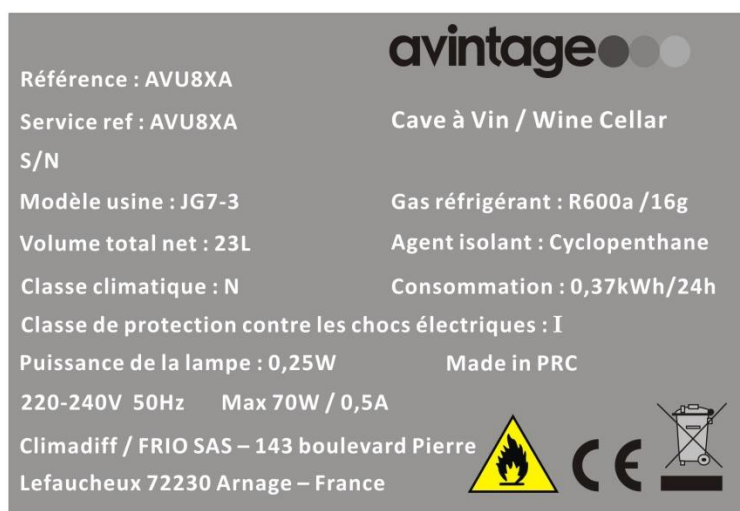 avintage
Référence : AVU8XA
Service ref : AVU8XA
Cave à Vin / Wine Cellar
S/N
Modèle usine : JG7-3
Gas réfrigérant : R600a /16g
Volume total net : 23L
Agent isolant : Cyclopenthane
Classe climatique : N
Consommation : 0,37kWh/24h
Classe de protection contre les chocs électriques : I
Puissance de la lampe : 0,25W
Made in PRC
220-240V 50Hz Max 70W / 0,5A
Climadiff / FRIO SAS – 143 boulevard Pierre
Lefaucheux 72230 Arnage – France
CE